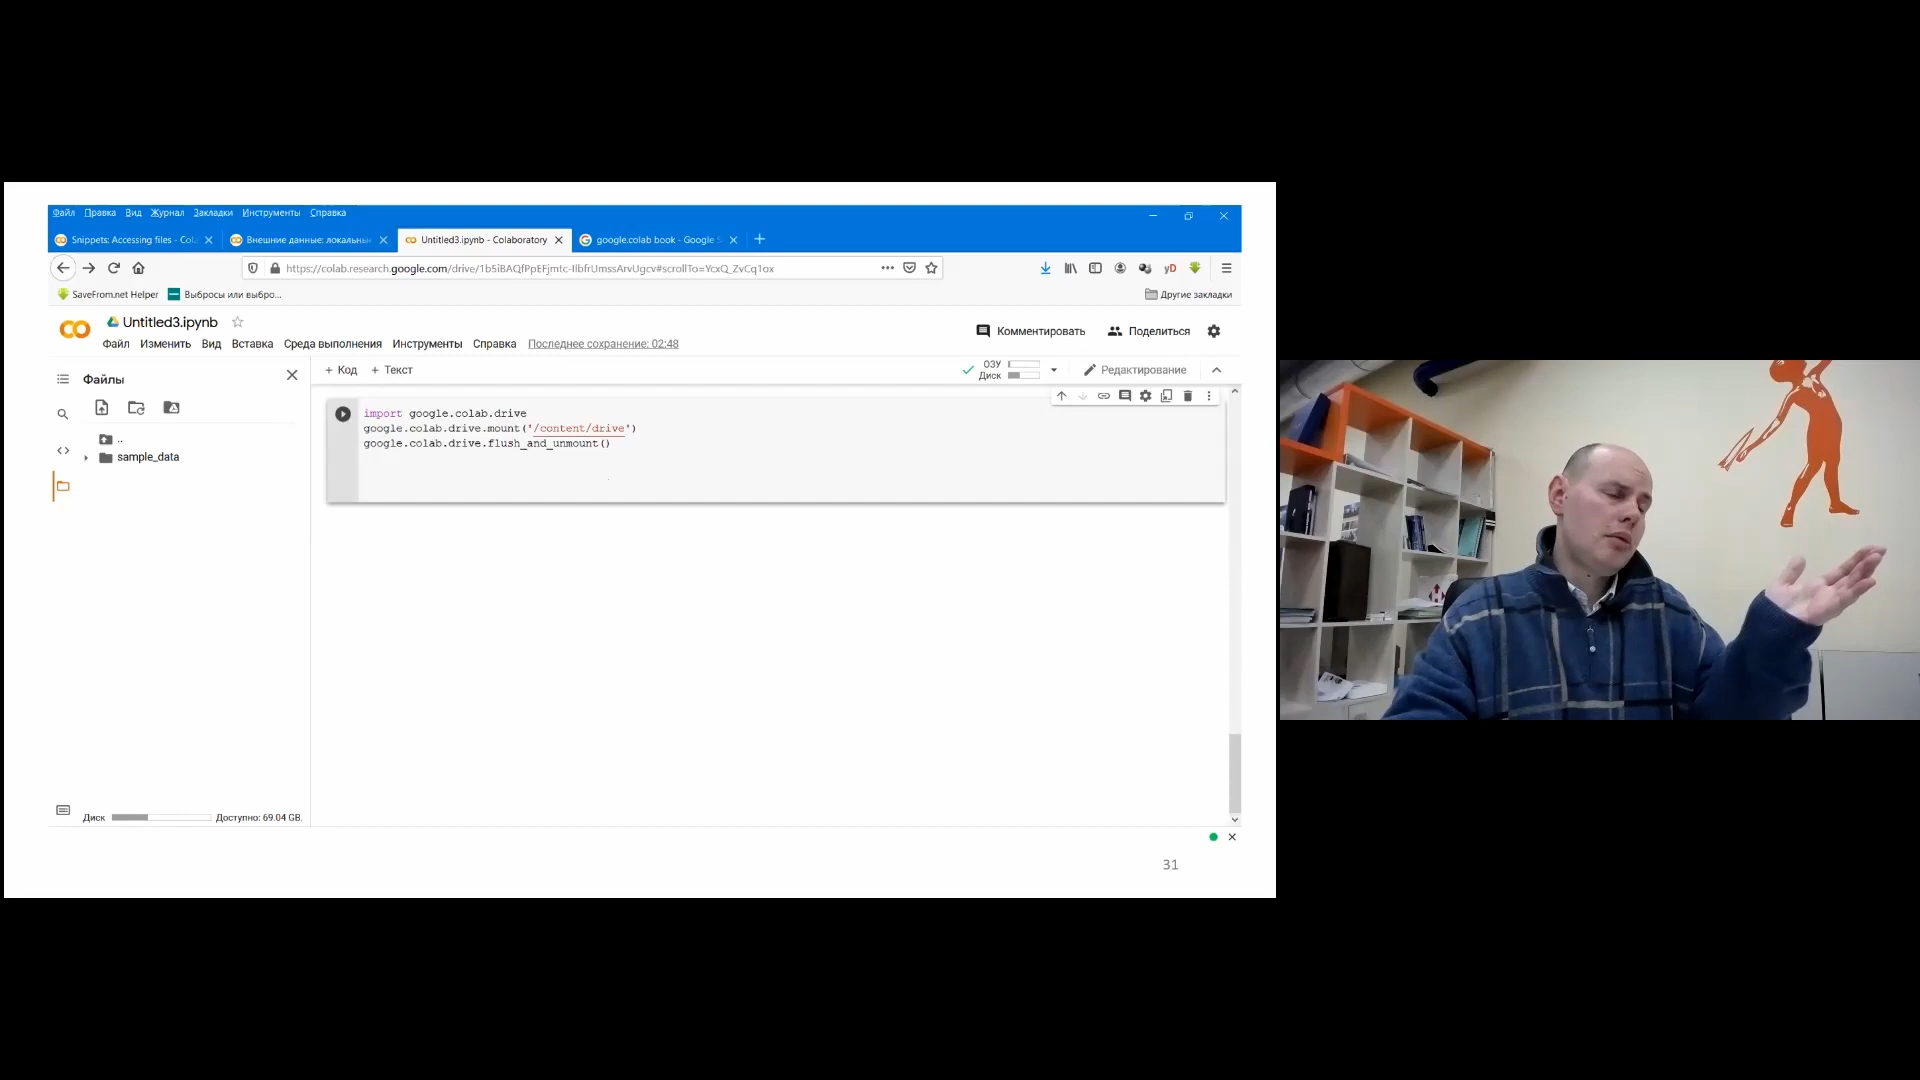 Файл Правка Вид Журнал Закладки Инструменты Справка
Snippets: Accessing files - Cola
Внешние данные: локальные
Untitled3.ipynb - Colaboratory
google.colab book - Google S
https://colab.research.google.com/drive/1b5iBAQfPpEFjmtc-IlbfrUmssArvUgcv#scrollTo=YcxQ_ZvCq1ox
yD
SaveFrom.net Helper
Выбросы или выбро...
Другие закладки
Untitled3.ipynb
Комментировать
Поделиться
Файл Изменить Вид Вставка Среда выполнения Инструменты Справка Последнее сохранение: 02:48
Файлы
+ Код + Текст
ОЗУ
Диск
Редактирование
..
sample_data
import google.colab.drive
google.colab.drive.mount('/content/drive')
google.colab.drive.flush_and_unmount()
Диск
Доступно: 69.04 GB.
31